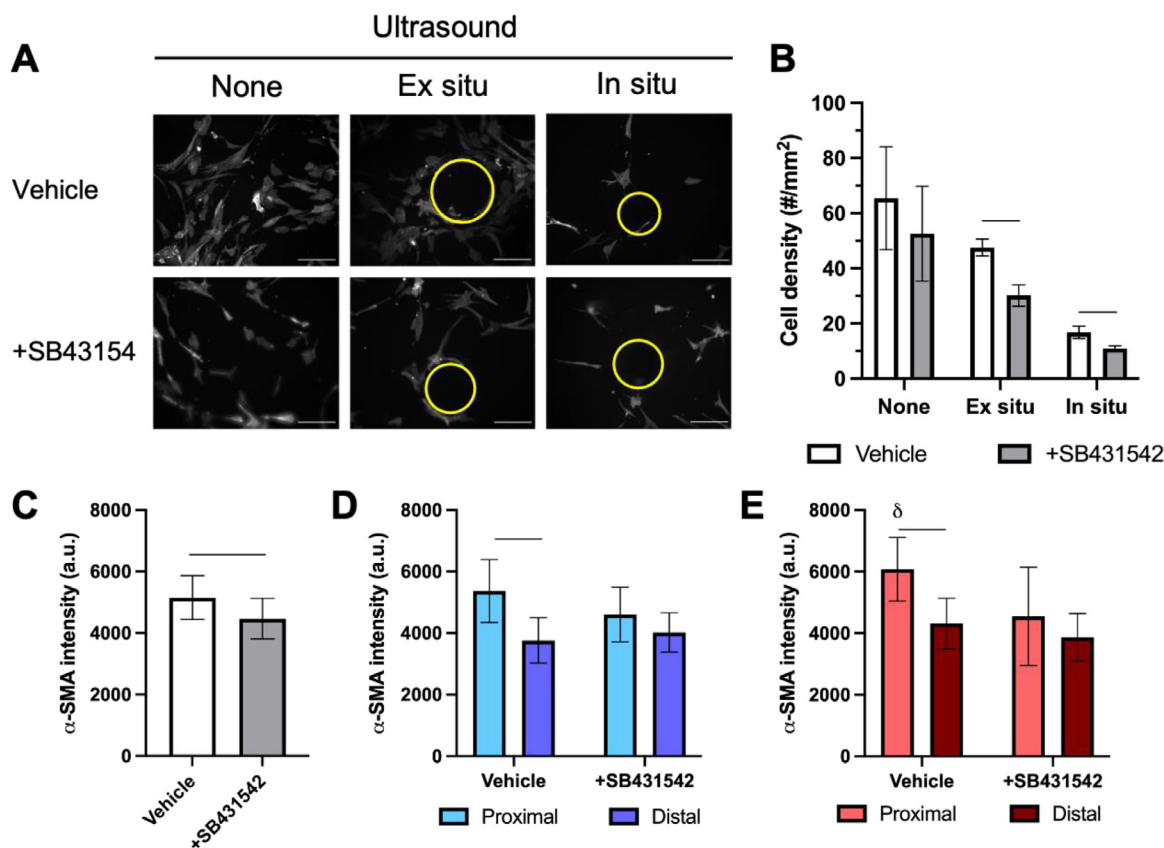 Ultrasound
A
None
Ex situ
In situ
Vehicle
+SB43154
B
Cell density (#/mm²)
100
80
60
40
20
0
None
Ex situ
In situ
Vehicle
+SB431542
C
α-SMA intensity (a.u.)
8000
6000
4000
2000
0
Vehicle
+SB431542
D
α-SMA intensity (a.u.)
8000
6000
4000
2000
0
Vehicle
+SB431542
Proximal
Distal
E
α-SMA intensity (a.u.)
8000
6000
4000
2000
0
δ
Vehicle
+SB431542
Proximal
Distal